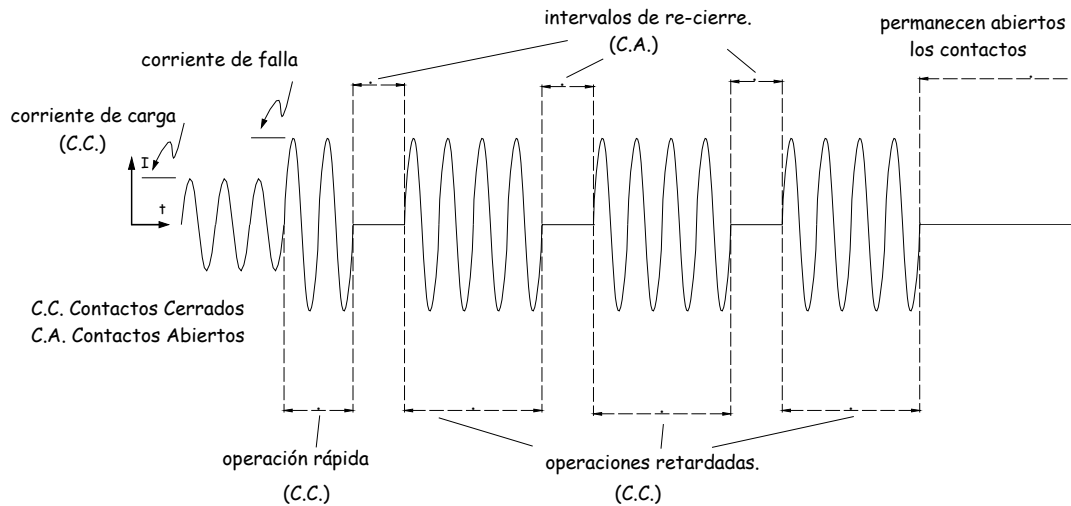 intervalos de re-cierre.
(C.A.)
permanecen abiertos
los contactos
corriente de falla
corriente de carga
(C.C.)
I
t
C.C. Contactos Cerrados
C.A. Contactos Abiertos
operación rápida
(C.C.)
operaciones retardadas.
(C.C.)